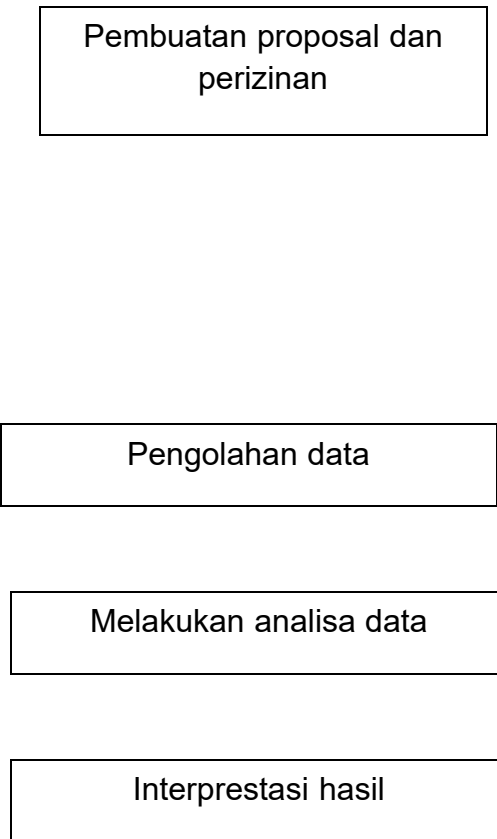 Pembuatan proposal dan
perizinan
Pengolahan data
Melakukan analisa data
Interprestasi hasil